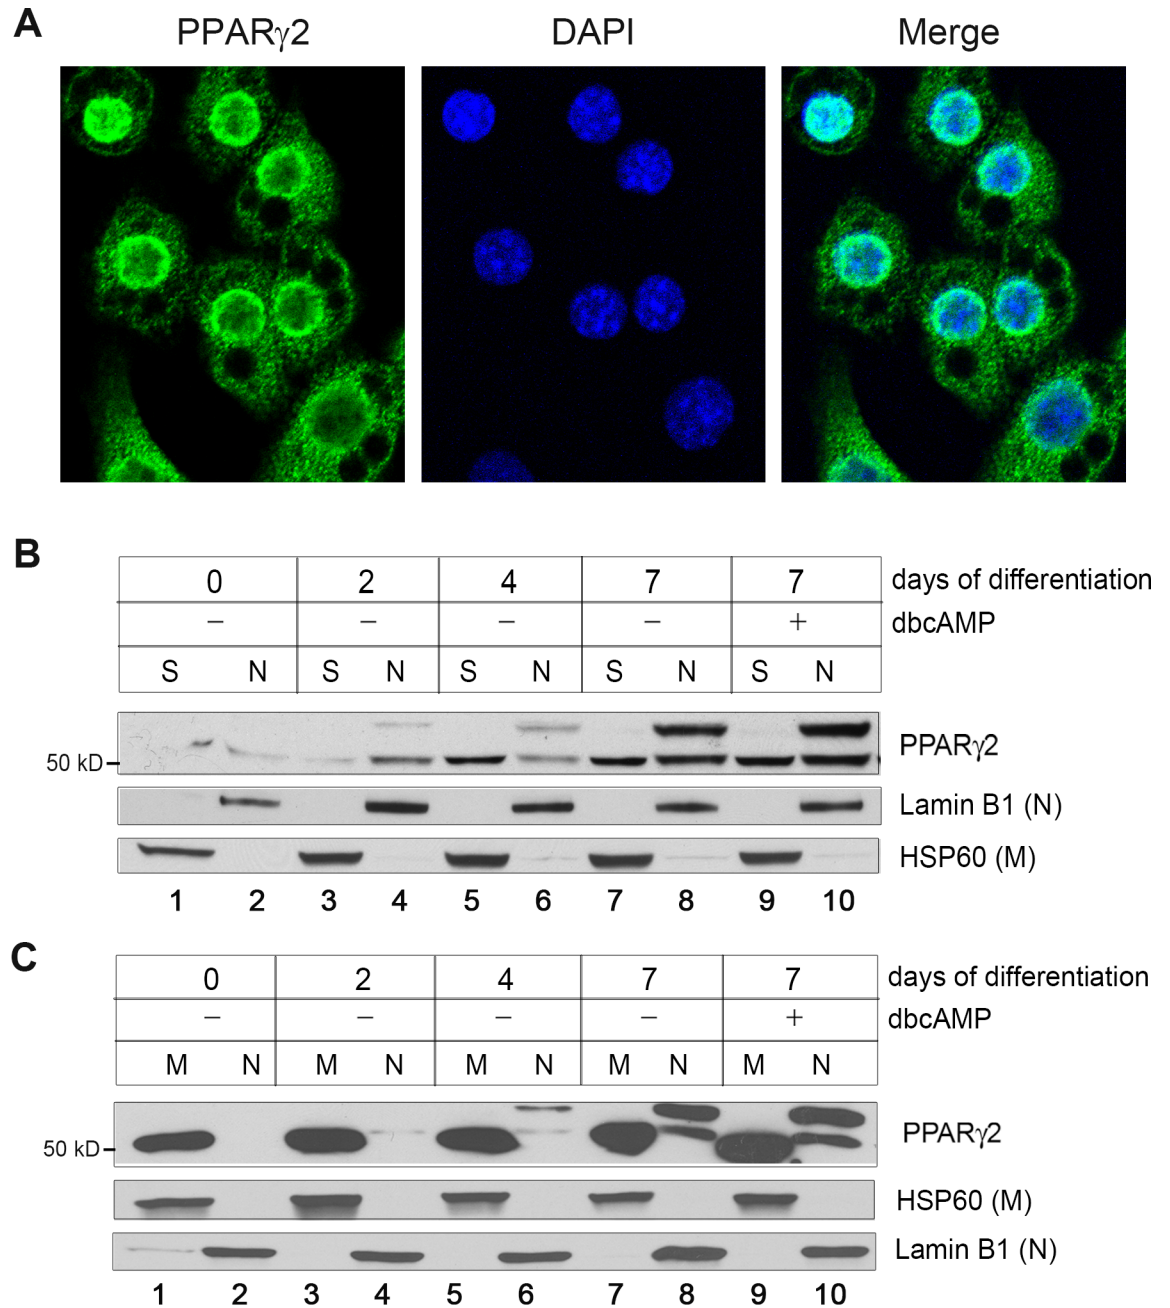 A
PPARγ2 DAPI Merge
B
0 2 4 7 7 days of differentiation
− − − − + dbcAMP
S N S N S N S N S N
PPARγ2
50 kD
Lamin B1 (N)
HSP60 (M)
1 2 3 4 5 6 7 8 9 10
C
0 2 4 7 7 days of differentiation
− − − − + dbcAMP
M N M N M N M N M N
PPARγ2
50 kD
HSP60 (M)
Lamin B1 (N)
1 2 3 4 5 6 7 8 9 10